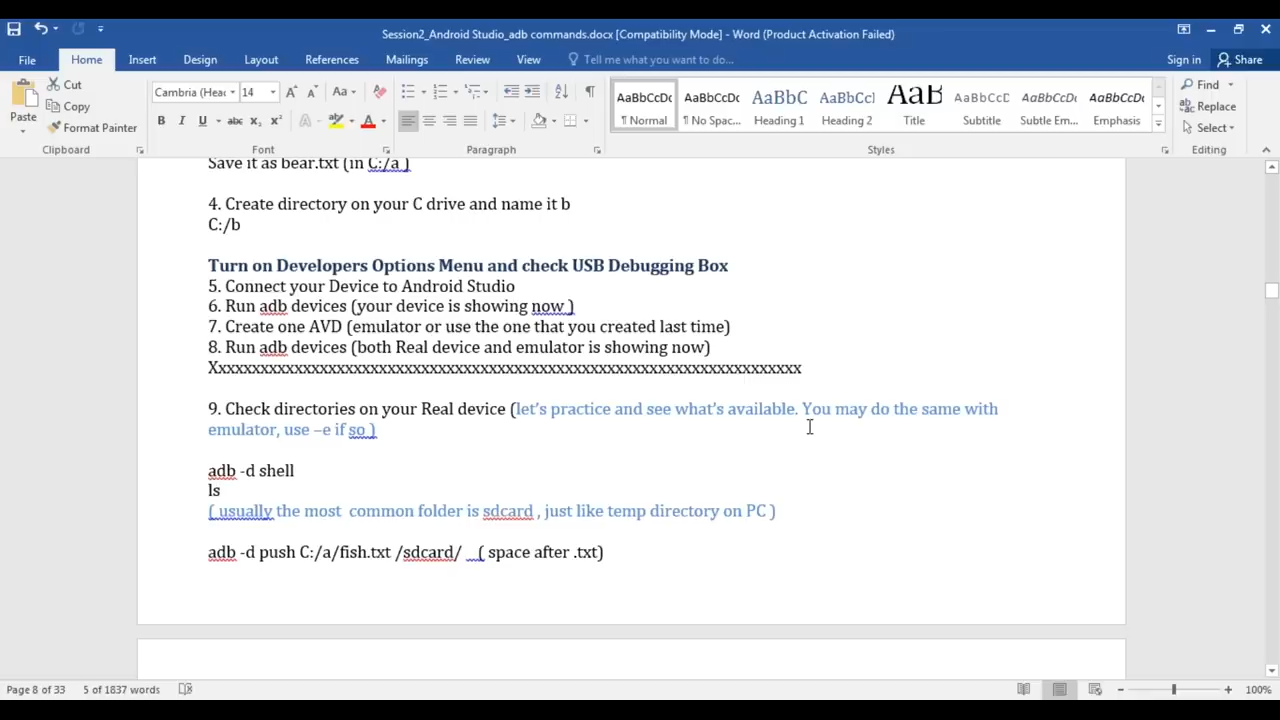 Session2_Android Studio_adb commands.docx [Compatibility Mode] - Word (Product Activation Failed)
File Home Insert Design Layout References Mailings Review View Tell me what you want to do... Sign in Share
Paste
Cut
Copy
Format Painter
Clipboard
Cambria (Heac 14 Aa
B I U abc x₂ x² A A
Font
Paragraph
AaBbCcDc AaBbCcDc AaBbC AaBbCcl AaBb AaBbCcD AaBbCcDc AaBbCcDc
¶ Normal ¶ No Spac... Heading 1 Heading 2 Title Subtitle Subtle Em... Emphasis
Styles
Find
Replace
Select
Editing
Save it as bear.txt (in C:/a )
4. Create directory on your C drive and name it b
C:/b
Turn on Developers Options Menu and check USB Debugging Box
5. Connect your Device to Android Studio
6. Run adb devices (your device is showing now )
7. Create one AVD (emulator or use the one that you created last time)
8. Run adb devices (both Real device and emulator is showing now)
Xxxxxxxxxxxxxxxxxxxxxxxxxxxxxxxxxxxxxxxxxxxxxxxxxxxxxxxxxxxxxxxxxxxxx
9. Check directories on your Real device (let's practice and see what's available. You may do the same with
emulator, use –e if so )
adb -d shell
ls
( usually the most common folder is sdcard , just like temp directory on PC )
adb -d push C:/a/fish.txt /sdcard/ ( space after .txt)
Page 8 of 33 5 of 1837 words 100%